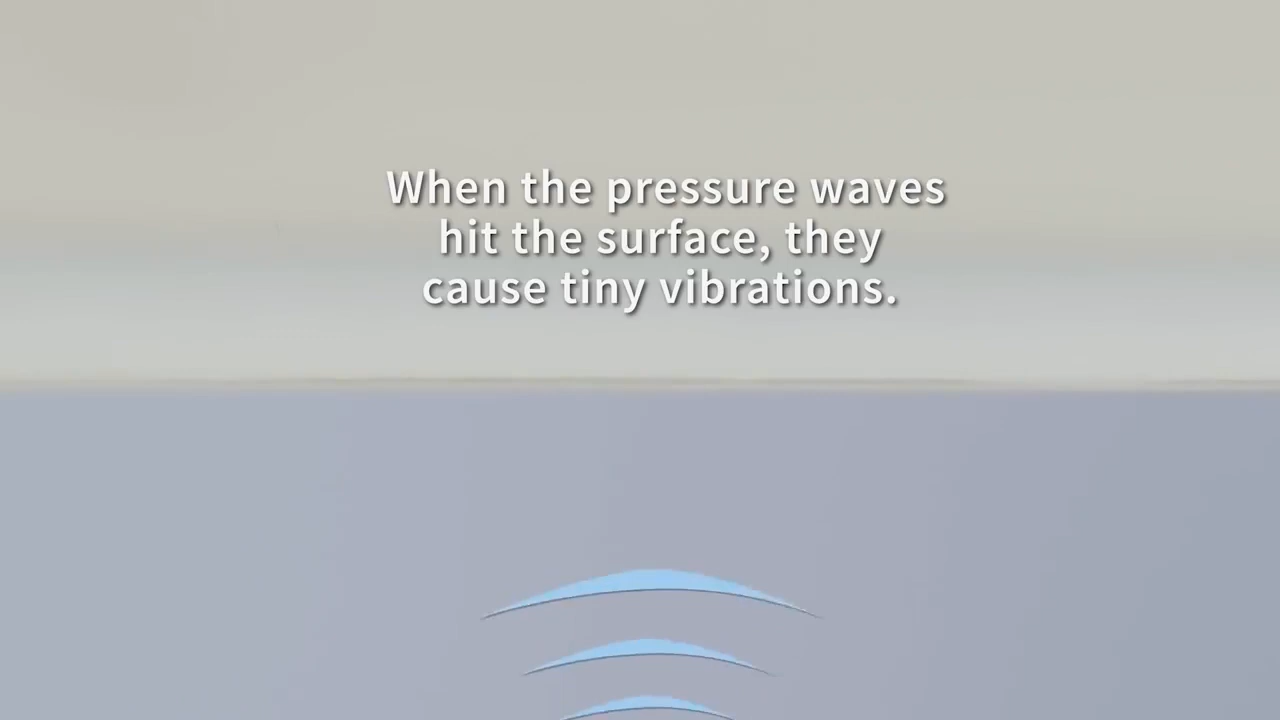 When the pressure waves
hit the surface, they
cause tiny vibrations.